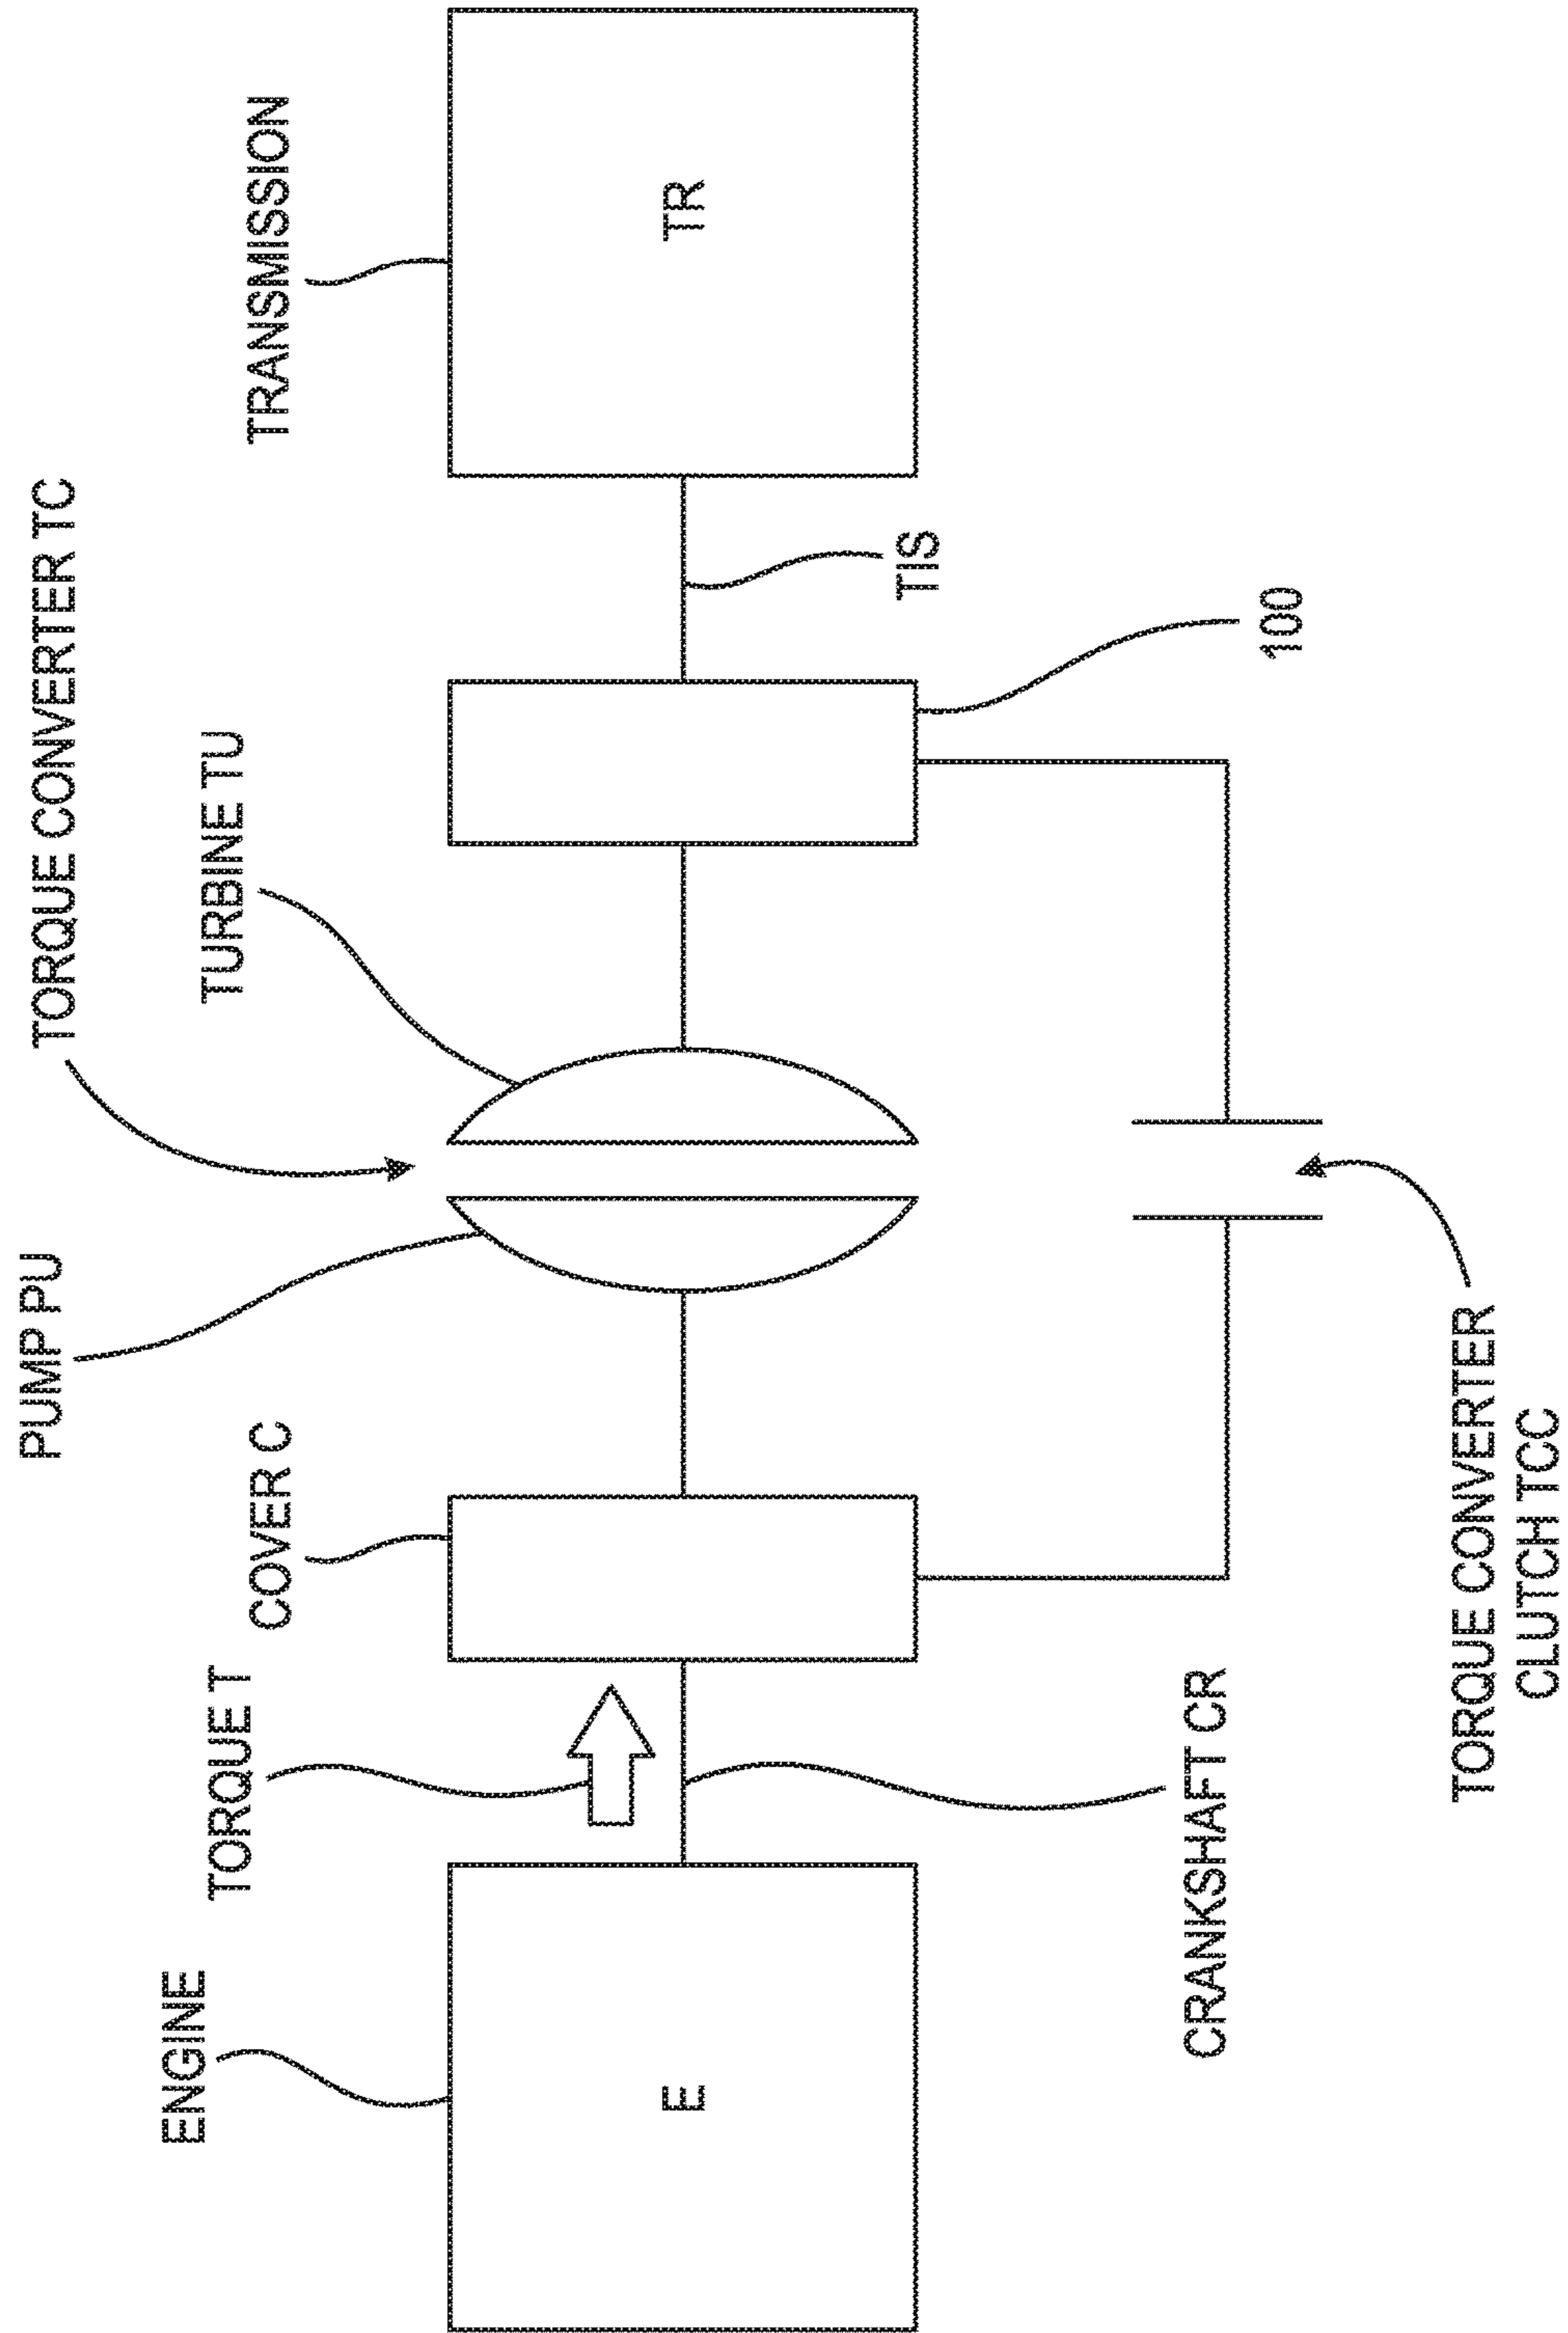 TORQUE CONVERTER TC
PUMP PU
TURBINE TU
ENGINE
TORQUE T
COVER C
TRANSMISSION
E
TR
TIS
CRANKSHAFT CR
100
TORQUE CONVERTER
CLUTCH TCC